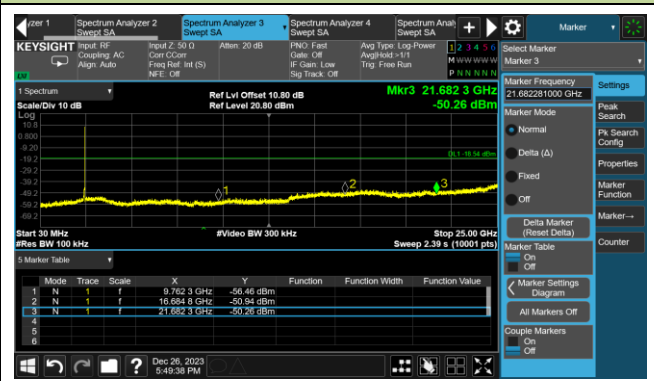 yzer 1
Spectrum Analyzer 2
Swept SA
Spectrum Analyzer 3
Swept SA
Spectrum Analyzer 4
Swept SA
Spectrum Analy
Swept SA
+
Marker
KEYSIGHT
Input: RF
Coupling: AC
Align: Auto
Input Z: 50 Ω
Corr CCorr
Freq Ref: Int (S)
NFE: Off
Atten: 20 dB
PNO: Fast
Gate: Off
IF Gain: Low
Sig Track: Off
Avg Type: Log-Power
Avg|Hold:>1/1
Trig: Free Run
1 2 3 4 5 6
M W W W W W
P N N N N N
LXI
Select Marker
Marker 3
1 Spectrum
Scale/Div 10 dB
Log
Ref Lvl Offset 10.80 dB
Ref Level 20.80 dBm
Mkr3 21.682 3 GHz
-50.26 dBm
10.8
0.800
-9.20
-19.2
-29.2
-39.2
-49.2
-59.2
-69.2
DL1 -18.54 dBm
1
2
3
Start 30 MHz
#Res BW 100 kHz
#Video BW 300 kHz
Stop 25.00 GHz
Sweep 2.39 s (10001 pts)
5 Marker Table
Mode Trace Scale X Y Function Function Width Function Value
1 N 1 f 9.762 3 GHz -56.46 dBm
2 N 1 f 16.684 8 GHz -50.94 dBm
3 N 1 f 21.682 3 GHz -50.26 dBm
4
5
6
Marker Frequency
21.682281000 GHz
Marker Mode
Normal
Delta (Δ)
Fixed
Off
Delta Marker
(Reset Delta)
Marker Table
On
Off
Marker Settings
Diagram
All Markers Off
Couple Markers
On
Off
Settings
Peak
Search
Pk Search
Config
Properties
Marker
Function
Marker→
Counter
?
Dec 26, 2023
5:49:38 PM